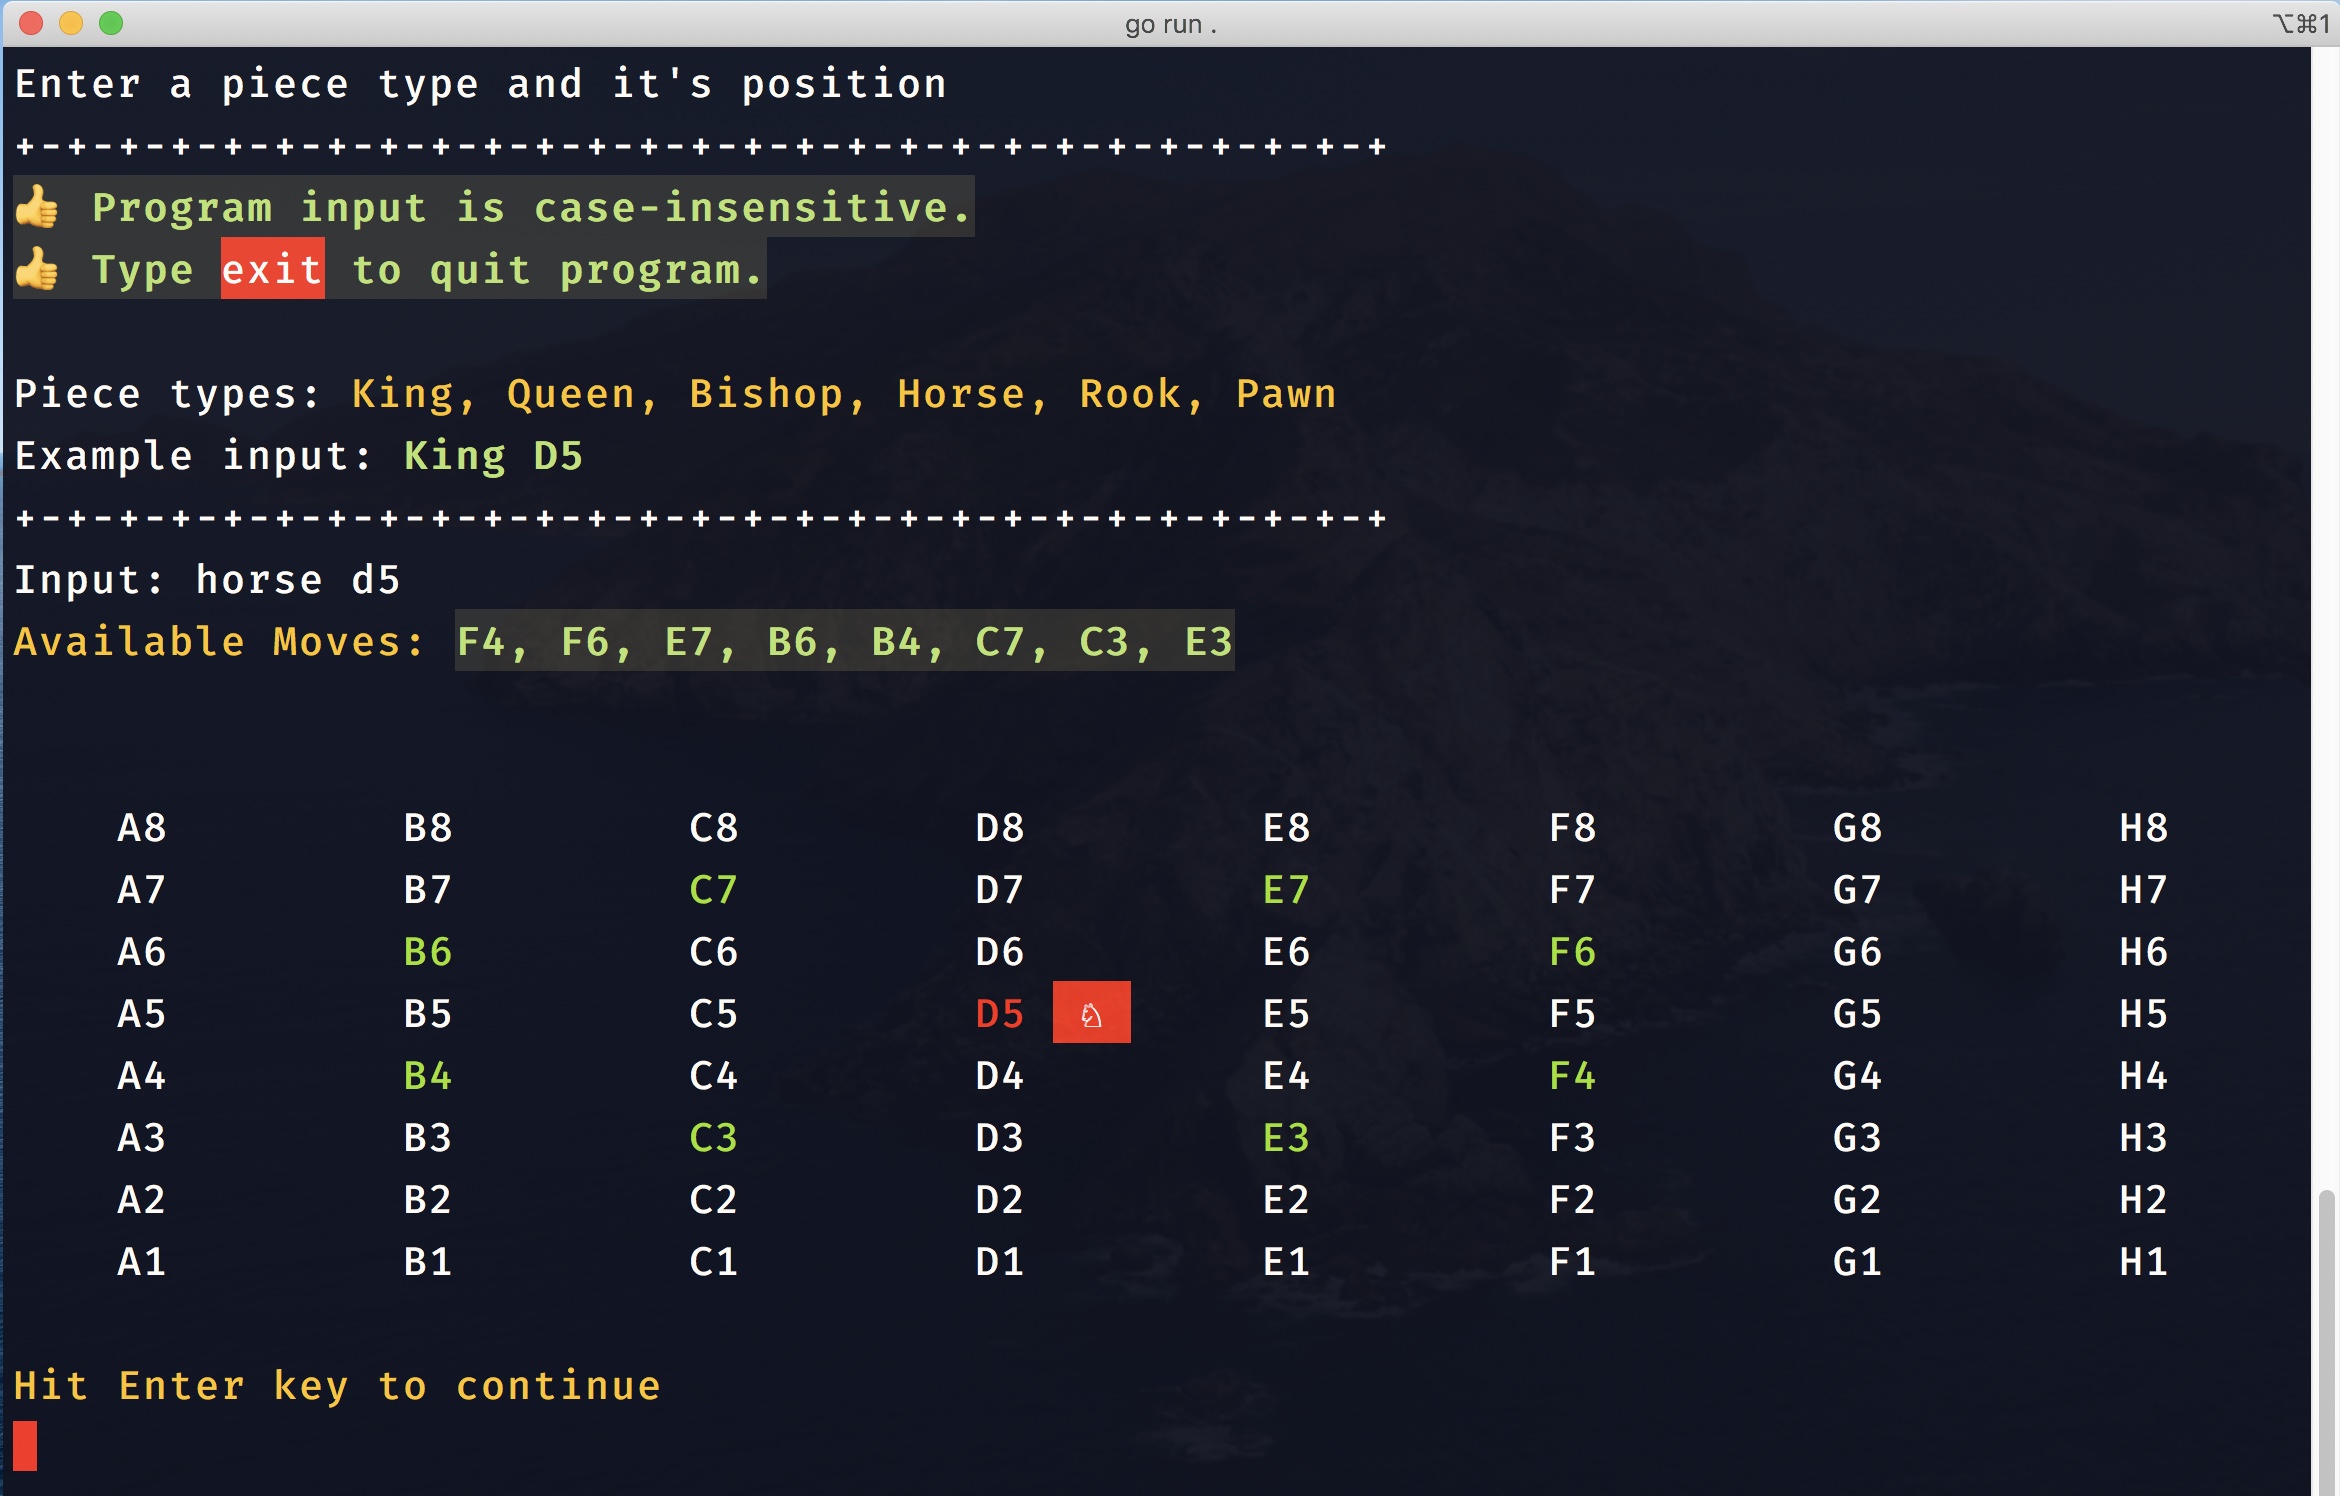 go run .
⌥⌘1
Enter a piece type and it's position
+-+-+-+-+-+-+-+-+-+-+-+-+-+-+-+-+-+-+-+-+-+-+-+-+-+-+
👍 Program input is case-insensitive.
👍 Type exit to quit program.
Piece types: King, Queen, Bishop, Horse, Rook, Pawn
Example input: King D5
+-+-+-+-+-+-+-+-+-+-+-+-+-+-+-+-+-+-+-+-+-+-+-+-+-+-+
Input: horse d5
Available Moves: F4, F6, E7, B6, B4, C7, C3, E3
A8 B8 C8 D8 E8 F8 G8 H8
A7 B7 C7 D7 E7 F7 G7 H7
A6 B6 C6 D6 E6 F6 G6 H6
A5 B5 C5 D5 ♘ E5 F5 G5 H5
A4 B4 C4 D4 E4 F4 G4 H4
A3 B3 C3 D3 E3 F3 G3 H3
A2 B2 C2 D2 E2 F2 G2 H2
A1 B1 C1 D1 E1 F1 G1 H1
Hit Enter key to continue